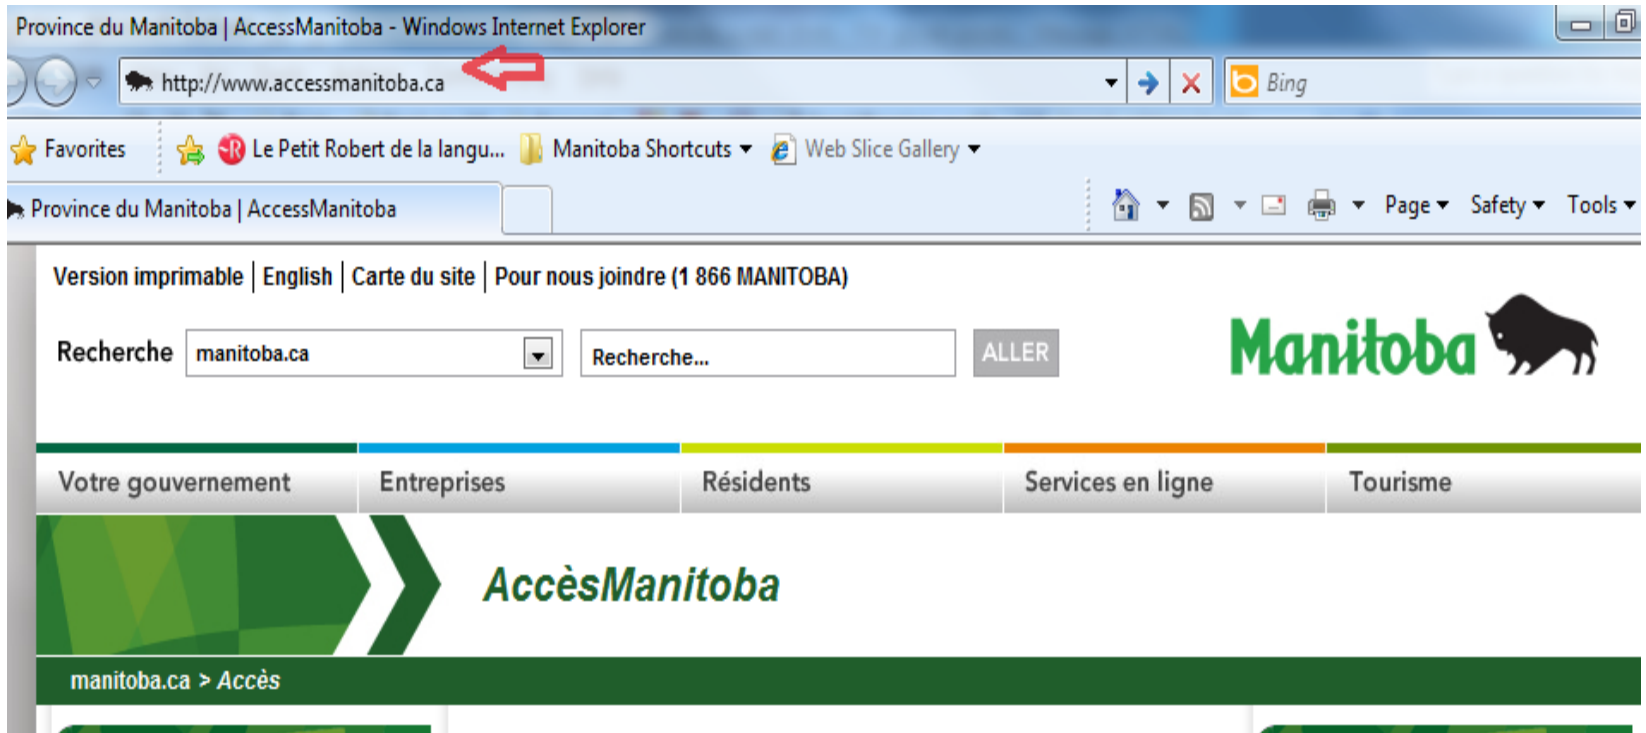 Province du Manitoba | AccessManitoba - Windows Internet Explorer
http://www.accessmanitoba.ca
Bing
Favorites Le Petit Robert de la langu... Manitoba Shortcuts Web Slice Gallery
Province du Manitoba | AccessManitoba Page Safety Tools
Version imprimable | English | Carte du site | Pour nous joindre (1 866 MANITOBA)
Recherche manitoba.ca Recherche... ALLER
Manitoba
Votre gouvernement Entreprises Résidents Services en ligne Tourisme
AccèsManitoba
manitoba.ca > Accès